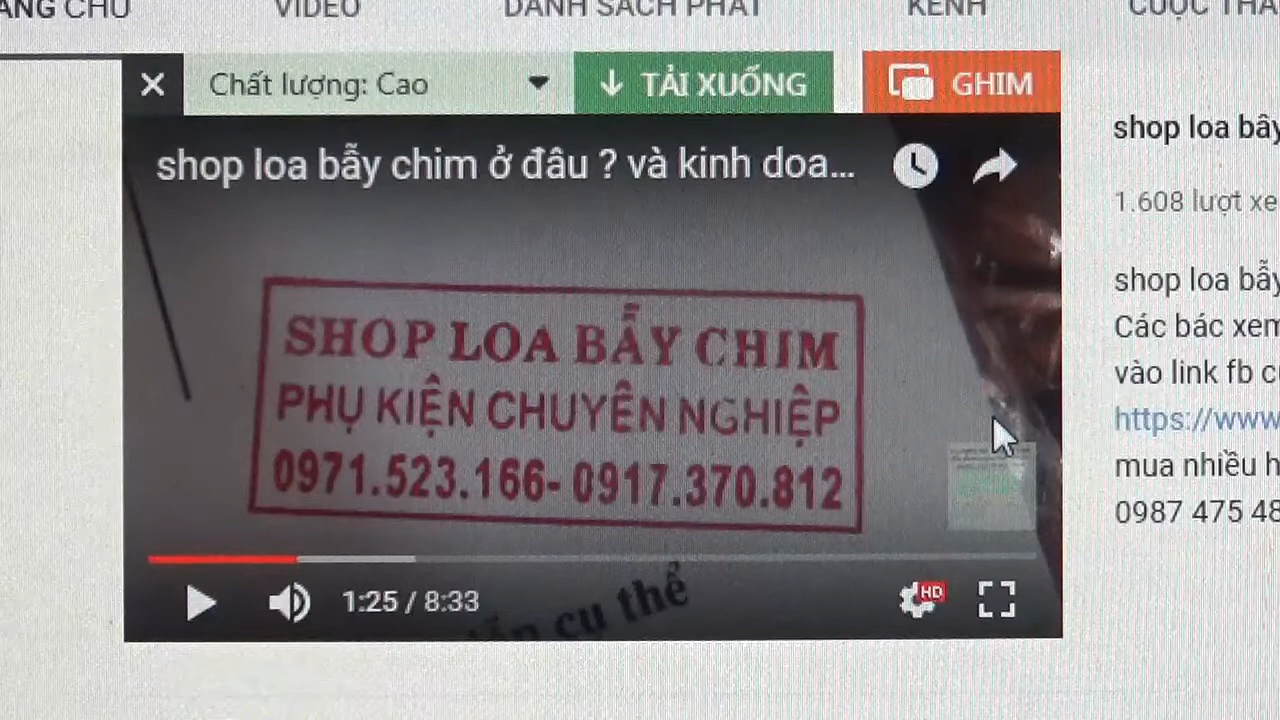 ANG CHỦ VIDEO DANH SÁCH PHÁT KÊNH
Chất lượng: Cao TẢI XUỐNG GHIM
shop loa bẫy chim ở đâu ? và kinh doa...
SHOP LOA BẪY CHIM
PHỤ KIỆN CHUYÊN NGHIỆP
0971.523.166- 0917.370.812
cụ thể
1:25 / 8:33 HD
shop loa bẫy
1.608 lượt xe
shop loa bẫy
Các bác xem
vào link fb c
https://www
mua nhiều h
0987 475 48